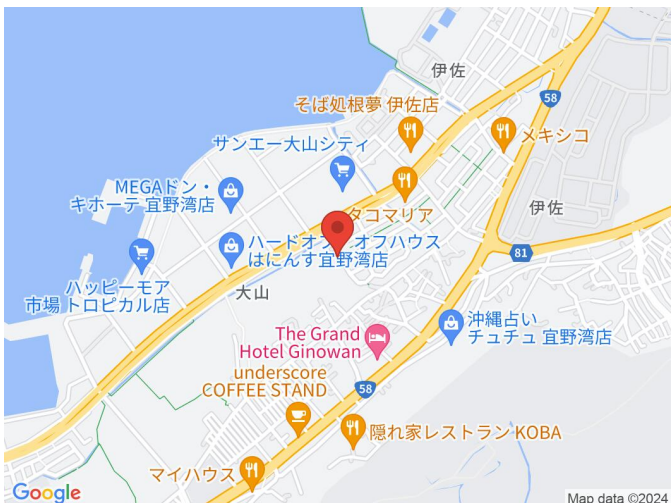 伊佐
58
そば処根夢 伊佐店
メキシコ
サンエー大山シティ
MEGAドン・
キホーテ 宜野湾店
タコマリア
伊佐
81
ハードオフ
オフハウス
はにんす宜野湾店
ハッピーモア
市場 トロピカル店
大山
沖縄占い
チュチュ 宜野湾店
The Grand
Hotel Ginowan
underscore
COFFEE STAND
58
隠れ家レストラン KOBA
マイハウス
Google
Map data ©2024